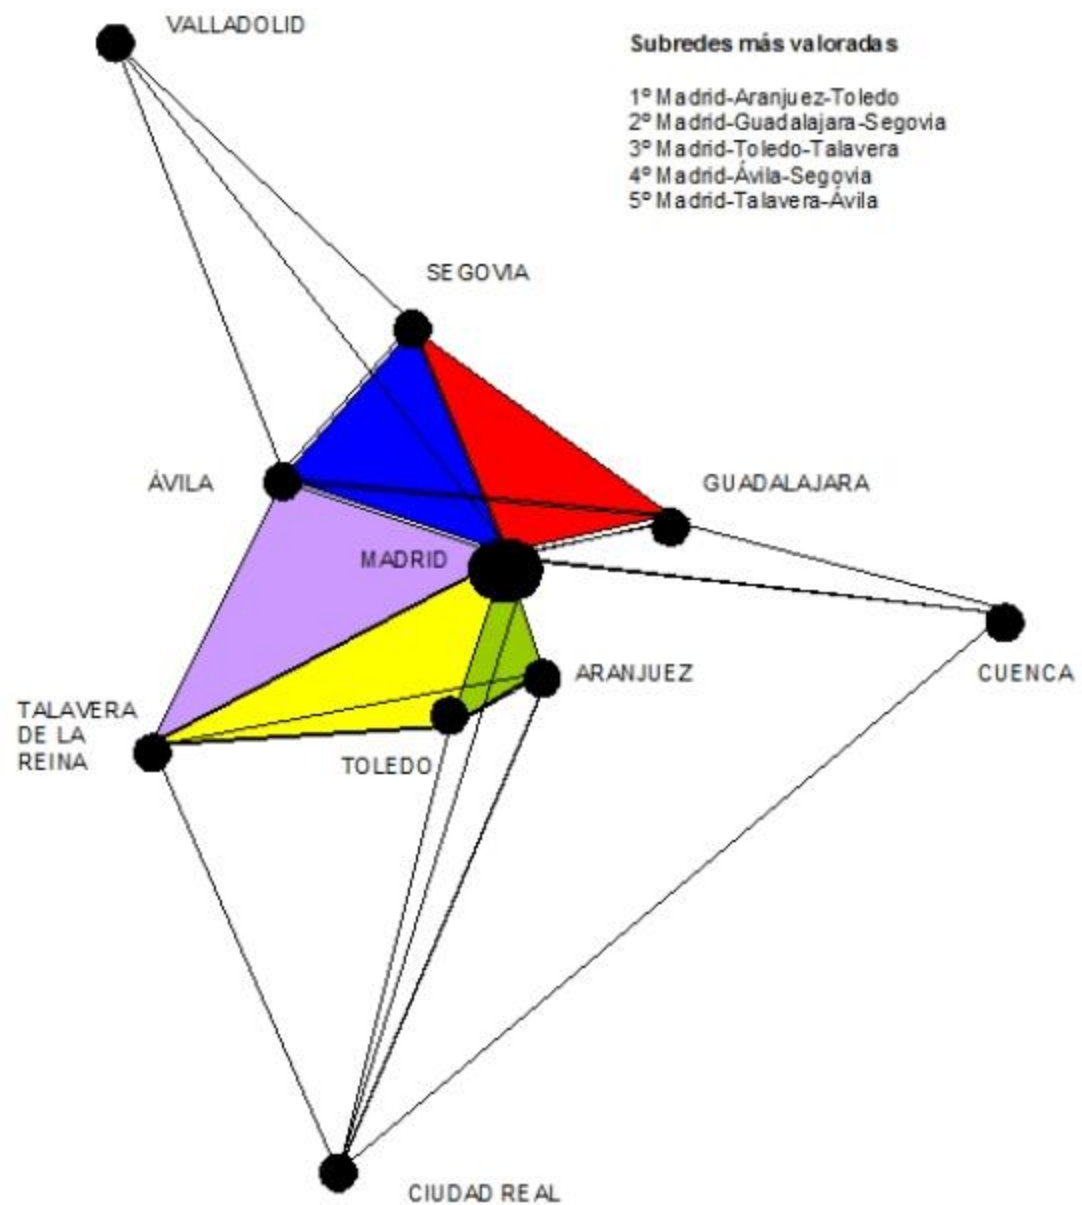 VALLADOLID
Subredes más valoradas
1º Madrid-Aranjuez-Toledo
2º Madrid-Guadalajara-Segovia
3º Madrid-Toledo-Talavera
4º Madrid-Ávila-Segovia
5º Madrid-Talavera-Ávila
SEGOVIA
ÁVILA
GUADALAJARA
MADRID
ARANJUEZ
CUENCA
TALAVERA
DE LA
REINA
TOLEDO
CIUDAD REAL